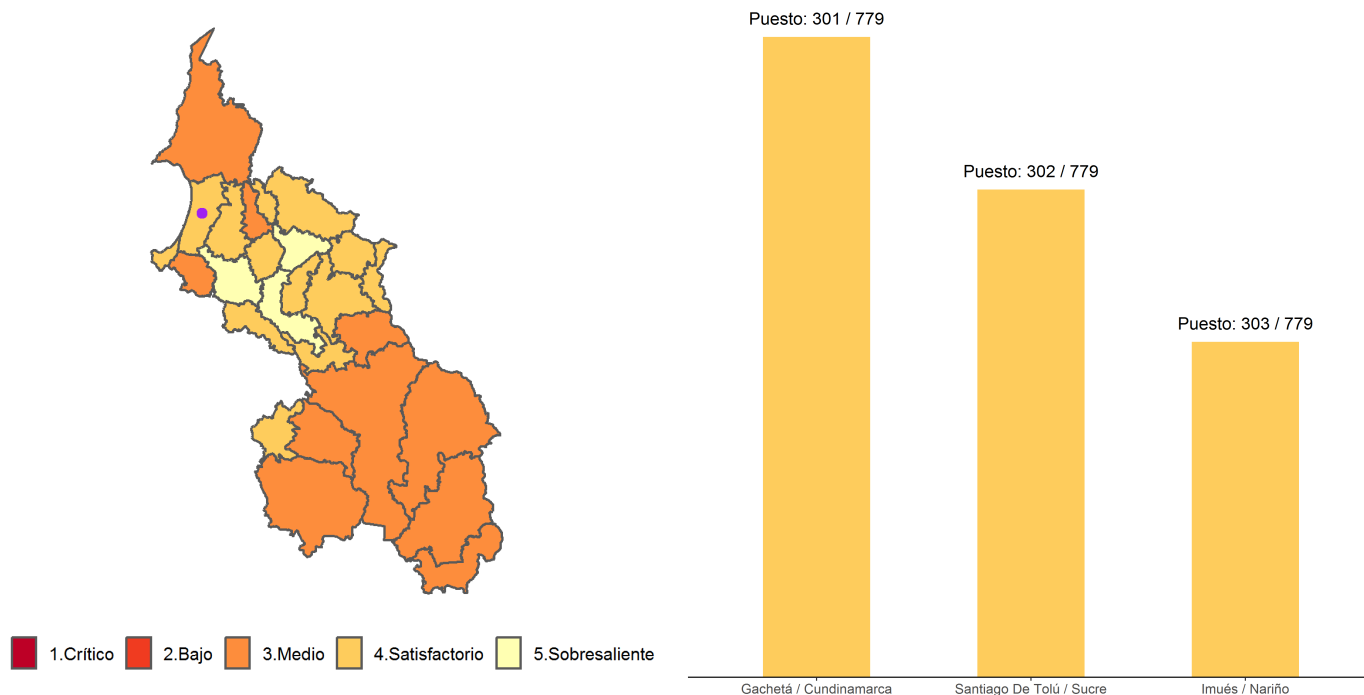 Puesto: 301 / 779
Puesto: 302 / 779
Puesto: 303 / 779
1.Crítico 2.Bajo 3.Medio 4.Satisfactorio 5.Sobresaliente
Gachetá / Cundinamarca Santiago De Tolú / Sucre Imués / Nariño